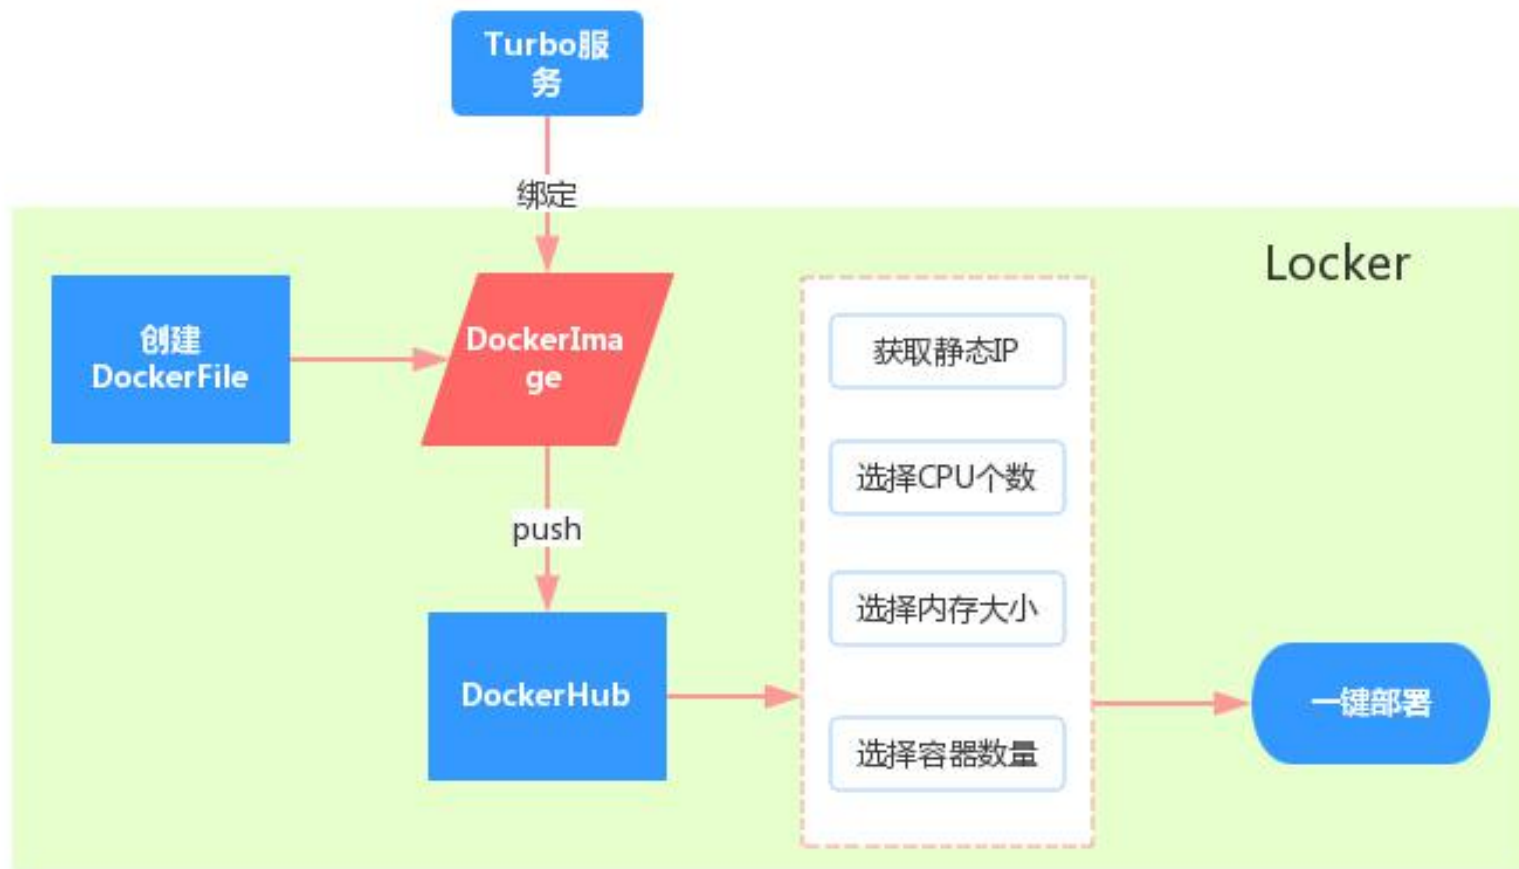 Turbo服
务
绑定
Locker
创建
DockerFile
DockerIma
ge
push
DockerHub
获取静态IP
选择CPU个数
选择内存大小
选择容器数量
一键部署